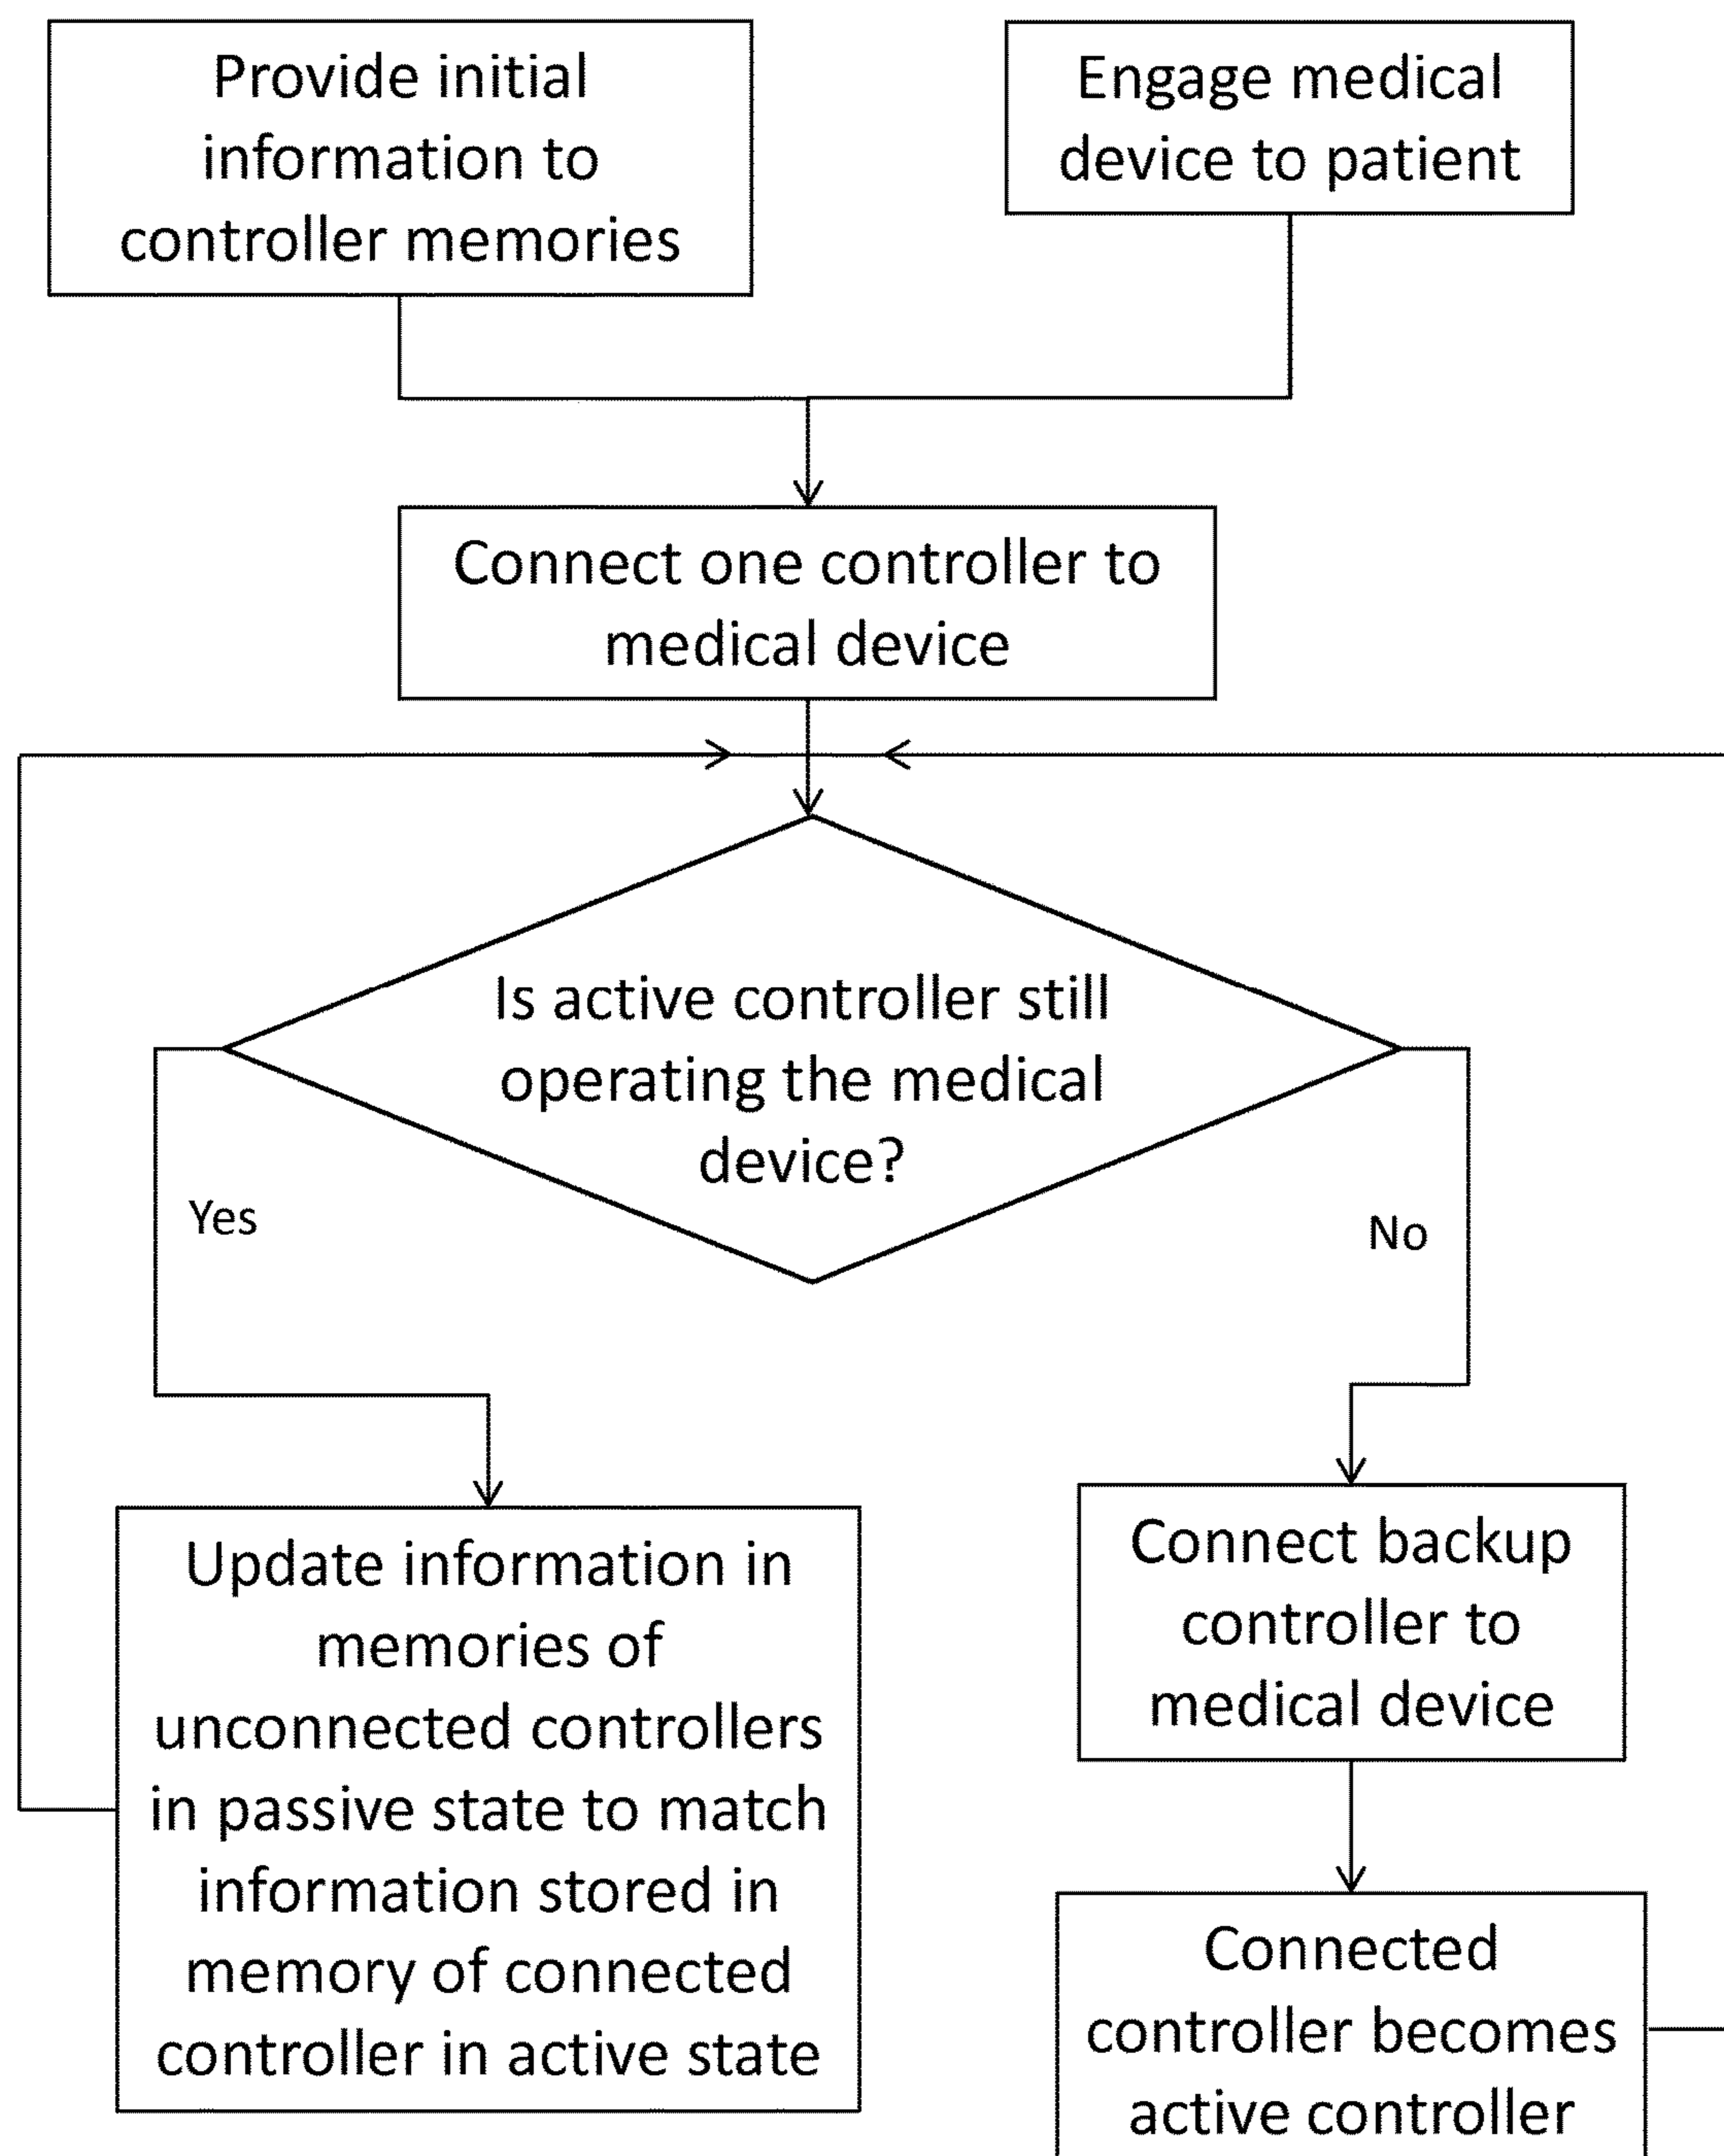 Provide initial
information to
controller memories
Engage medical
device to patient
Connect one controller to
medical device
Is active controller still
operating the medical
device?
Yes
No
Update information in
memories of
unconnected controllers
in passive state to match
information stored in
memory of connected
controller in active state
Connect backup
controller to
medical device
Connected
controller becomes
active controller